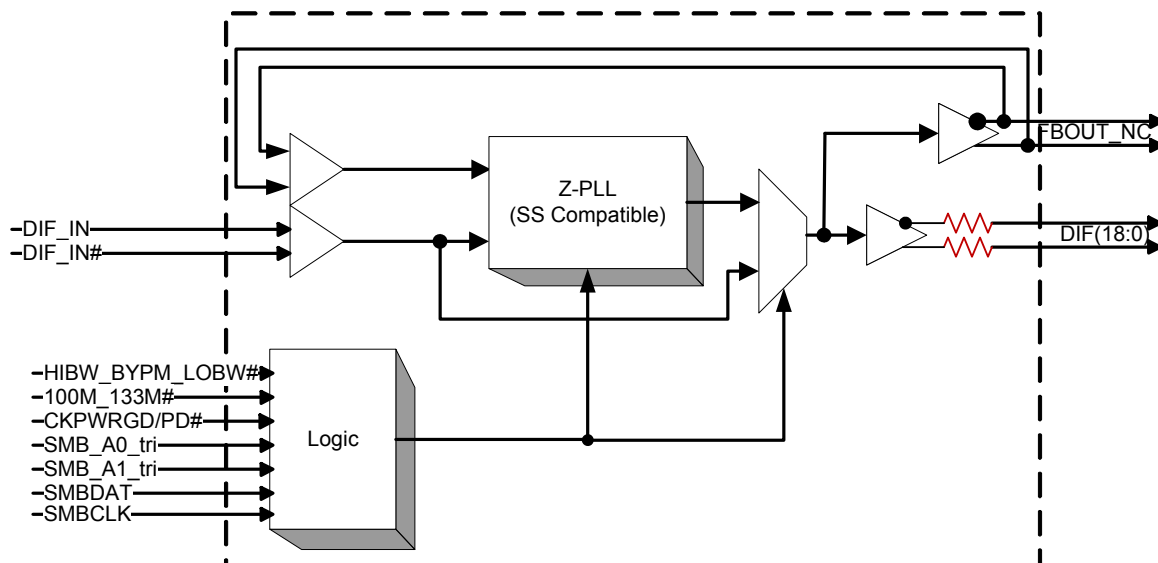 FBOUT_NC
Z-PLL
(SS Compatible)
DIF_IN
DIF_IN#
DIF(18:0)
HIBW_BYPM_LOBW#
100M_133M#
CKPWRGD/PD#
SMB_A0_tri
SMB_A1_tri
SMBDAT
SMBCLK
Logic